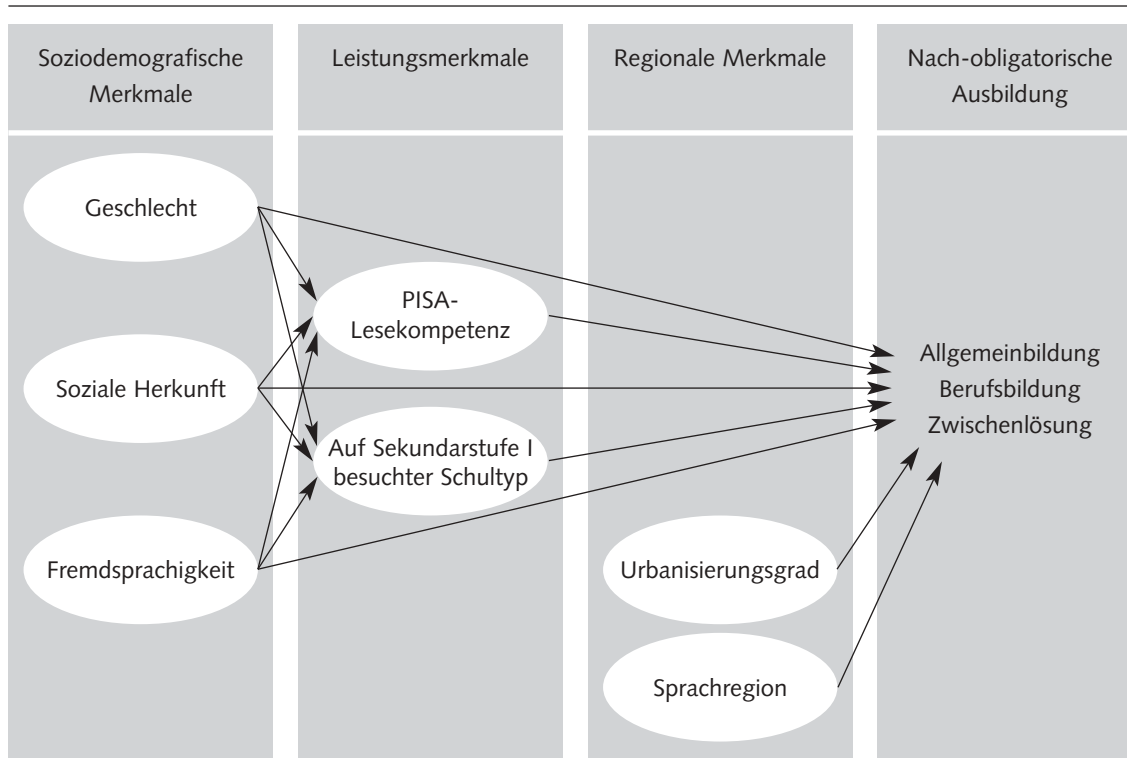 Soziodemografische
Merkmale
Leistungsmerkmale
Regionale Merkmale
Nach-obligatorische
Ausbildung
Geschlecht
PISA-
Lesekompetenz
Soziale Herkunft
Allgemeinbildung
Berufsbildung
Zwischenlösung
Auf Sekundarstufe I
besuchter Schultyp
Fremdsprachigkeit
Urbanisierungsgrad
Sprachregion